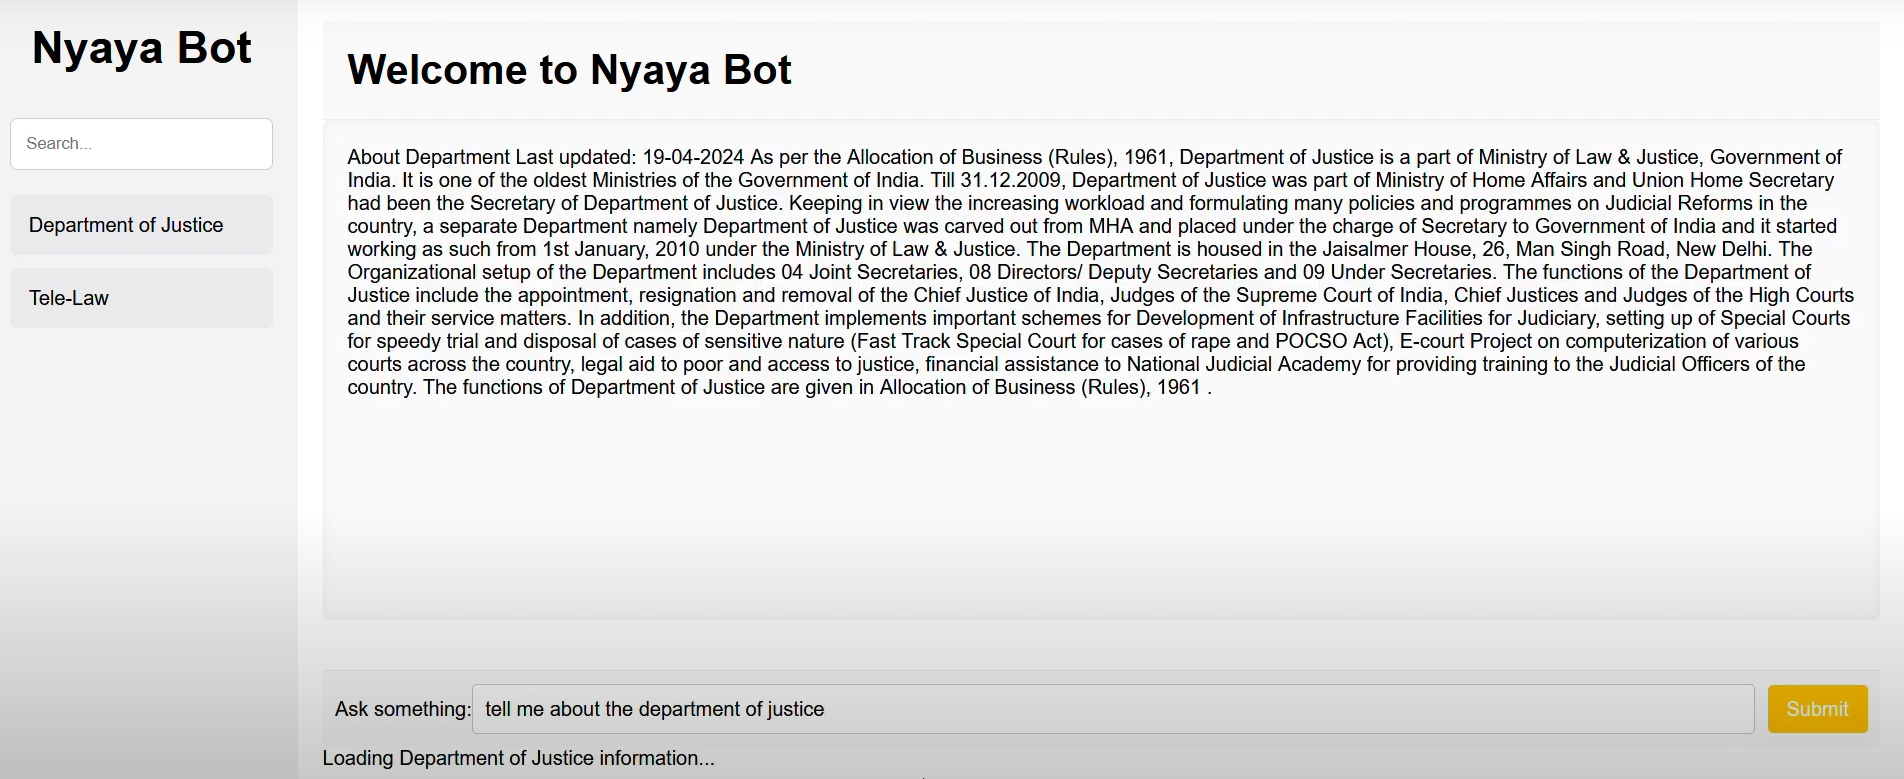 Nyaya Bot
Search...
Department of Justice
Tele-Law
Welcome to Nyaya Bot
About Department Last updated: 19-04-2024 As per the Allocation of Business (Rules), 1961, Department of Justice is a part of Ministry of Law & Justice, Government of
India. It is one of the oldest Ministries of the Government of India. Till 31.12.2009, Department of Justice was part of Ministry of Home Affairs and Union Home Secretary
had been the Secretary of Department of Justice. Keeping in view the increasing workload and formulating many policies and programmes on Judicial Reforms in the
country, a separate Department namely Department of Justice was carved out from MHA and placed under the charge of Secretary to Government of India and it started
working as such from 1st January, 2010 under the Ministry of Law & Justice. The Department is housed in the Jaisalmer House, 26, Man Singh Road, New Delhi. The
Organizational setup of the Department includes 04 Joint Secretaries, 08 Directors/ Deputy Secretaries and 09 Under Secretaries. The functions of the Department of
Justice include the appointment, resignation and removal of the Chief Justice of India, Judges of the Supreme Court of India, Chief Justices and Judges of the High Courts
and their service matters. In addition, the Department implements important schemes for Development of Infrastructure Facilities for Judiciary, setting up of Special Courts
for speedy trial and disposal of cases of sensitive nature (Fast Track Special Court for cases of rape and POCSO Act), E-court Project on computerization of various
courts across the country, legal aid to poor and access to justice, financial assistance to National Judicial Academy for providing training to the Judicial Officers of the
country. The functions of Department of Justice are given in Allocation of Business (Rules), 1961 .
Ask something: tell me about the department of justice Submit
Loading Department of Justice information...